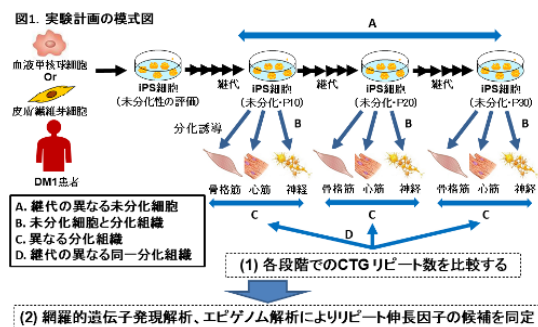 図1. 実験計画の模式図
A
血液単核球細胞
Or
皮膚繊維芽細胞
DM1患者
iPS細胞
(未分化性の評価)
継代
iPS細胞
(未分化・P10)
継代
iPS細胞
(未分化・P20)
継代
iPS細胞
(未分化・P30)
分化誘導
B
B
B
骨格筋 心筋 神経
骨格筋 心筋 神経
骨格筋 心筋 神経
C
C
C
D
A. 継代の異なる未分化細胞
B. 未分化細胞と分化組織
C. 異なる分化組織
D. 継代の異なる同一分化組織
(1) 各段階でのCTGリピート数を比較する
(2) 網羅的遺伝子発現解析、エピゲノム解析によりリピート伸長因子の候補を同定